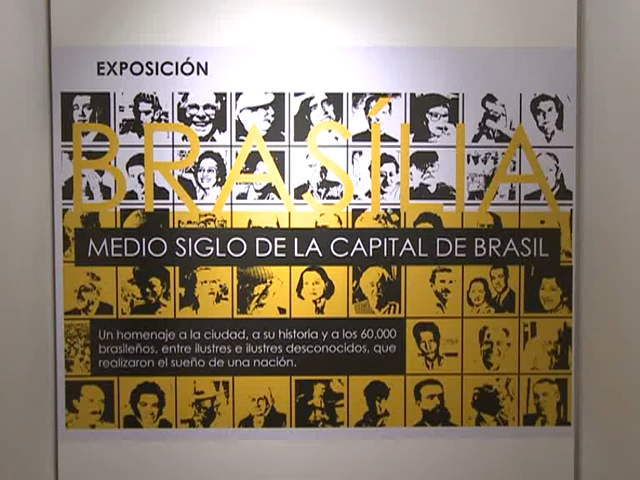 EXPOSICIÓN
BRASÍLIA
MEDIO SIGLO DE LA CAPITAL DE BRASIL
Un homenaje a la ciudad, a su historia y a los 60.000
brasileños, entre ilustres e ilustres desconocidos, que
realizaron el sueño de una nación.